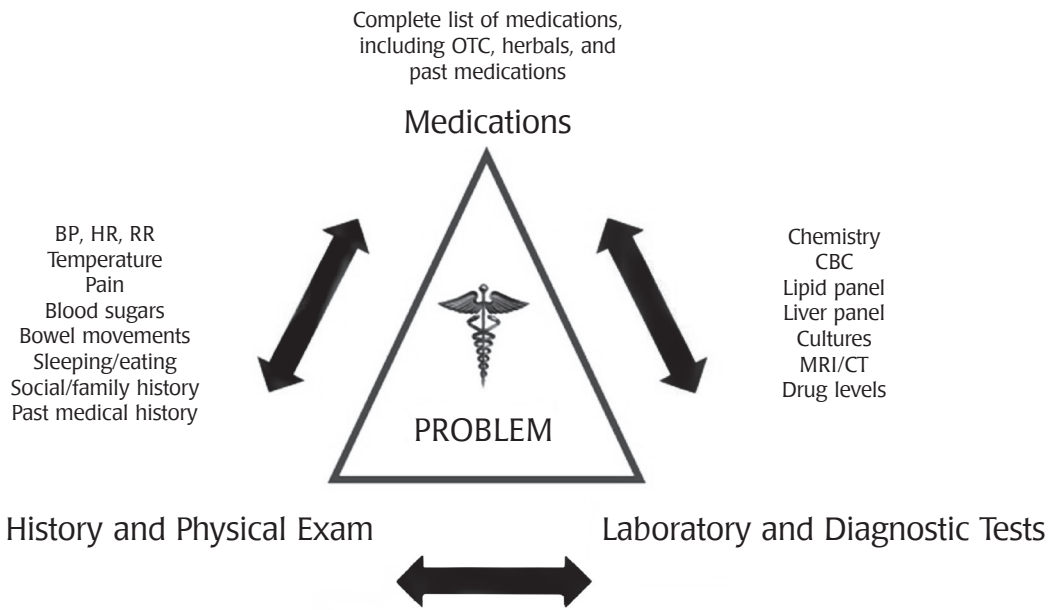 Complete list of medications,
including OTC, herbals, and
past medications
Medications
BP, HR, RR
Temperature
Pain
Blood sugars
Bowel movements
Sleeping/eating
Social/family history
Past medical history
Chemistry
CBC
Lipid panel
Liver panel
Cultures
MRI/CT
Drug levels
PROBLEM
History and Physical Exam
Laboratory and Diagnostic Tests